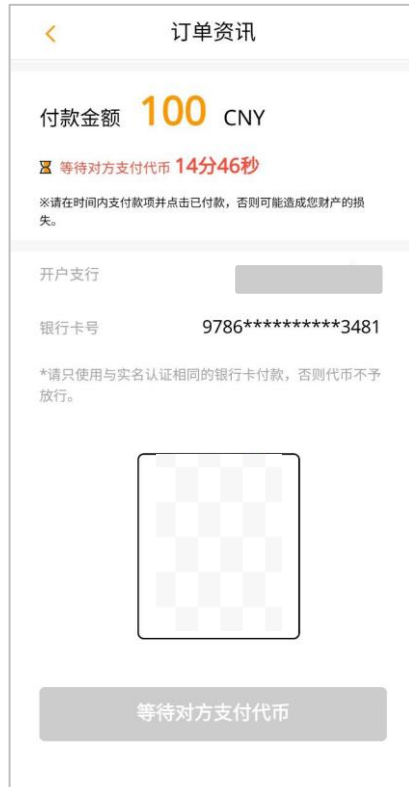 订单资讯
付款金额 100 CNY
等待对方支付代币 14分46秒
※请在时间内支付款项并点击已付款，否则可能造成您财产的损
失。
开户支行
银行卡号 9786**********3481
*请只使用与实名认证相同的银行卡付款，否则代币不予
放行。
等待对方支付代币